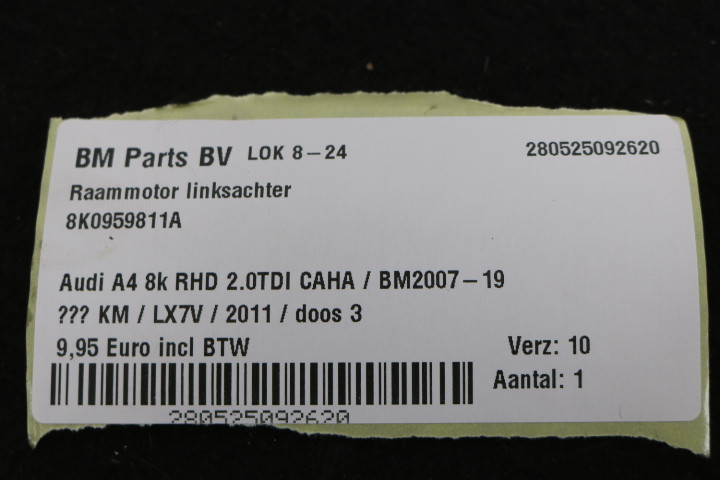 BM Parts BV LOK 8-24 280525092620
Raammotor linksachter
8K0959811A
Audi A4 8k RHD 2.0TDI CAHA / BM2007-19
??? KM / LX7V / 2011 / doos 3
9,95 Euro incl BTW Verz: 10
Aantal: 1
280525092620